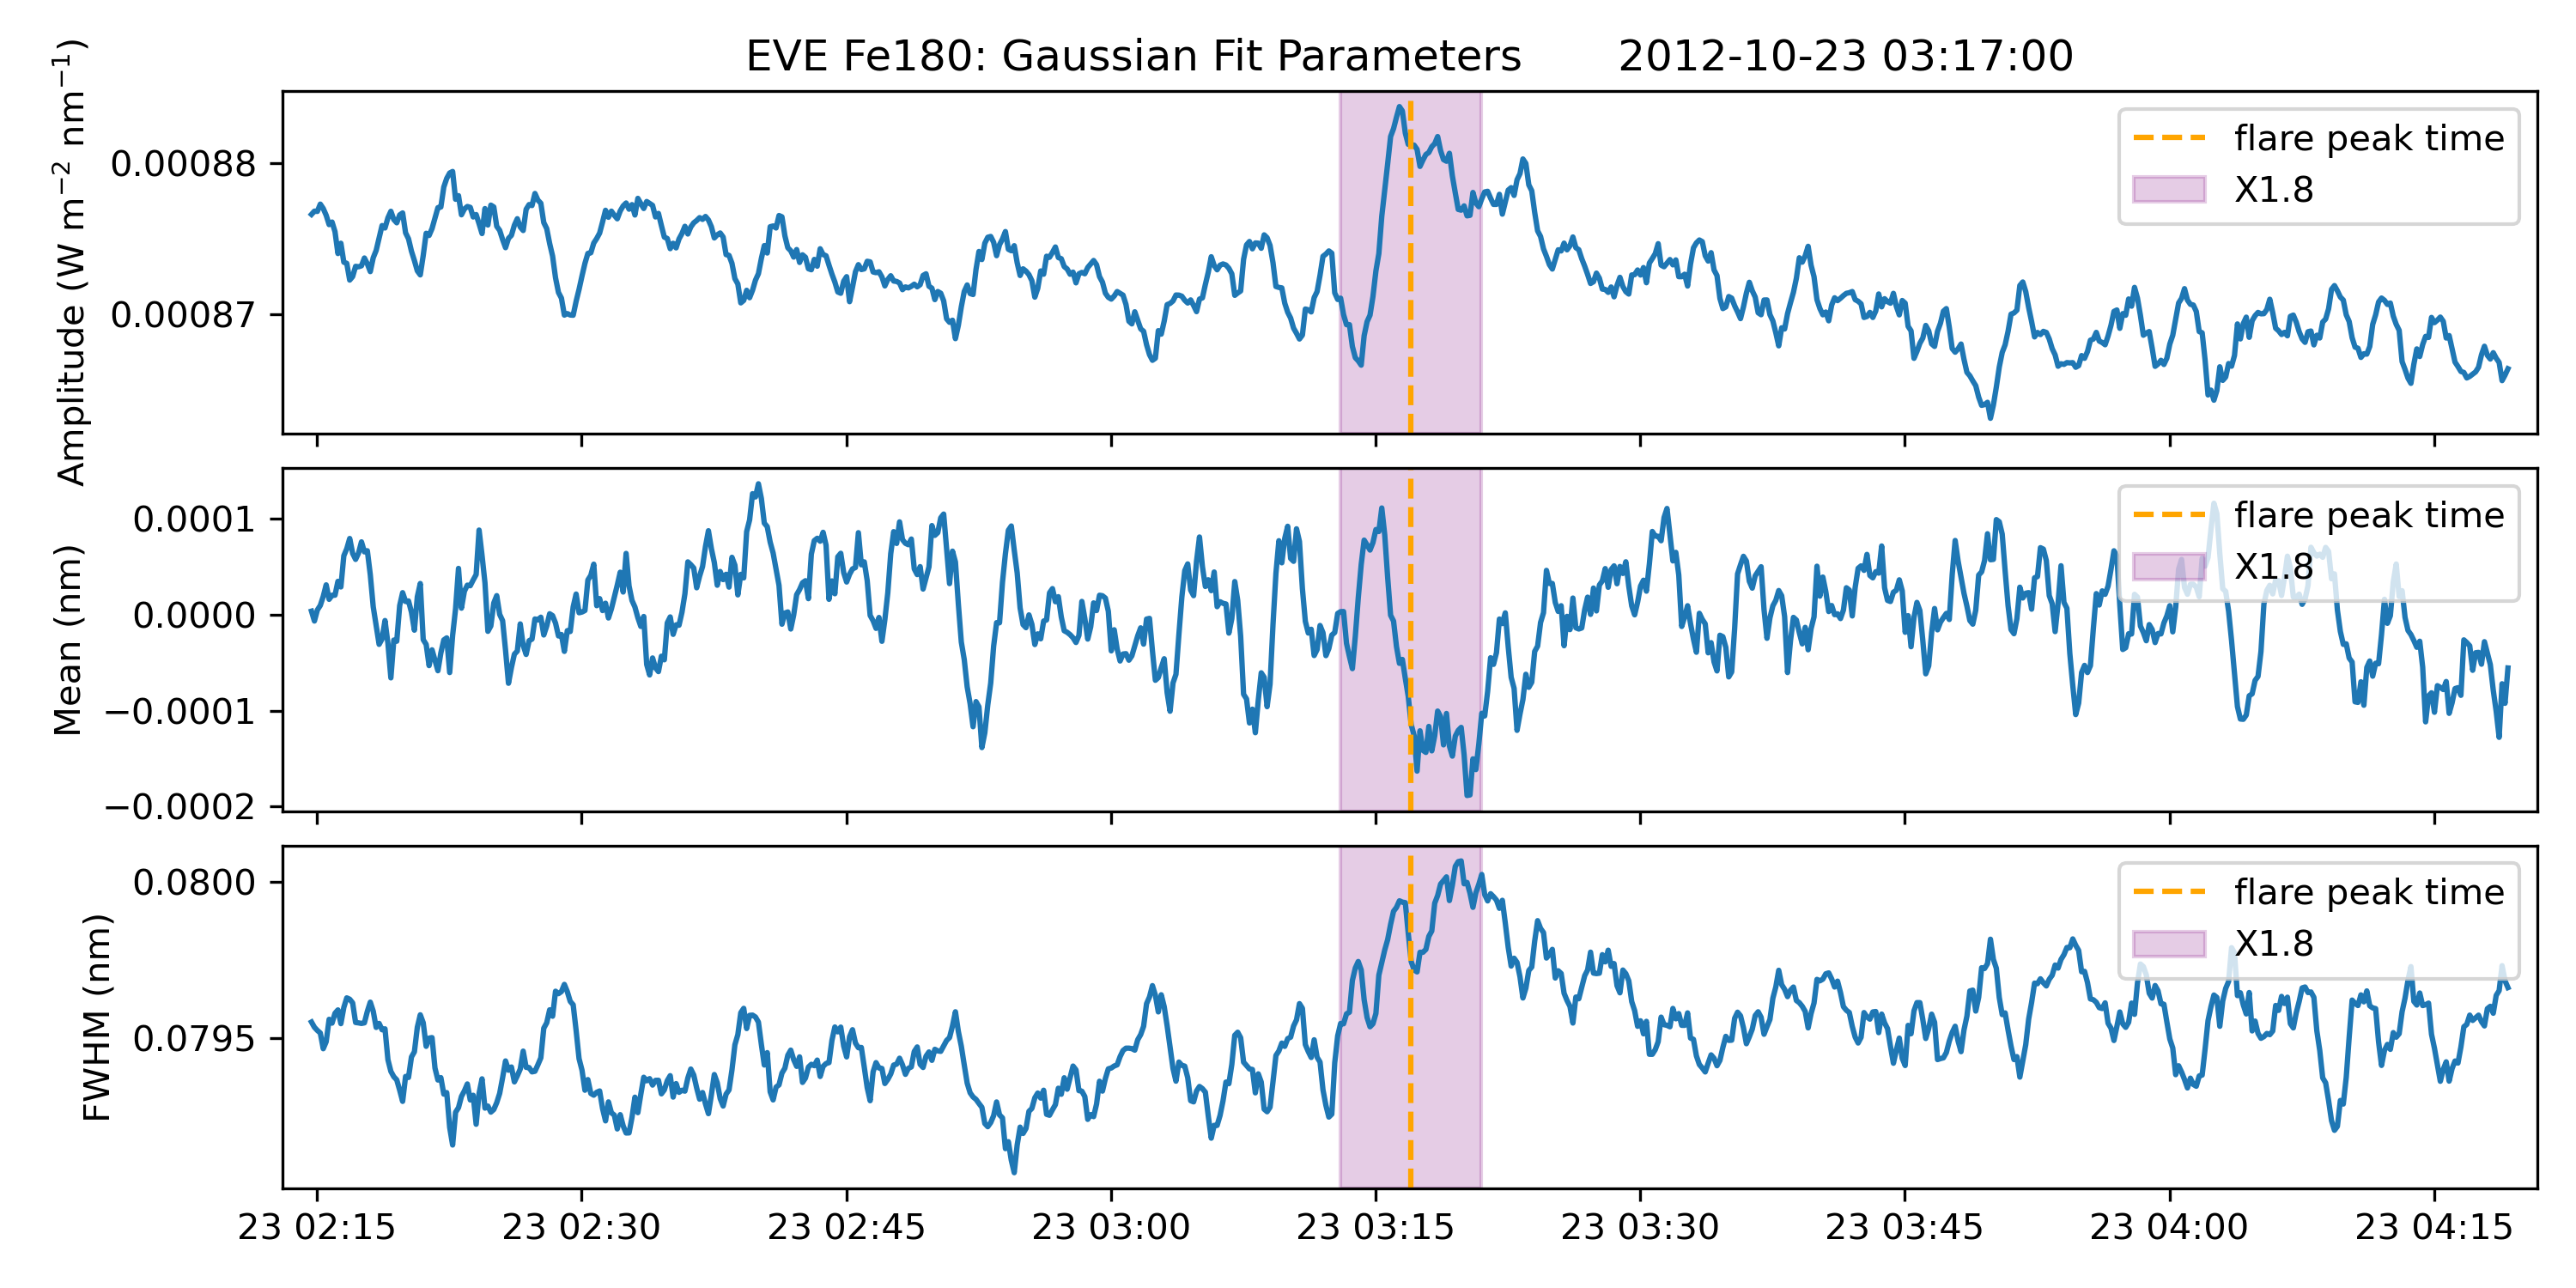 EVE Fe180: Gaussian Fit Parameters 2012-10-23 03:17:00
Amplitude (W m⁻² nm⁻¹)
0.00088
0.00087
flare peak time
X1.8
Mean (nm)
0.0001
0.0000
−0.0001
−0.0002
flare peak time
X1.8
FWHM (nm)
0.0800
0.0795
flare peak time
X1.8
23 02:15 23 02:30 23 02:45 23 03:00 23 03:15 23 03:30 23 03:45 23 04:00 23 04:15